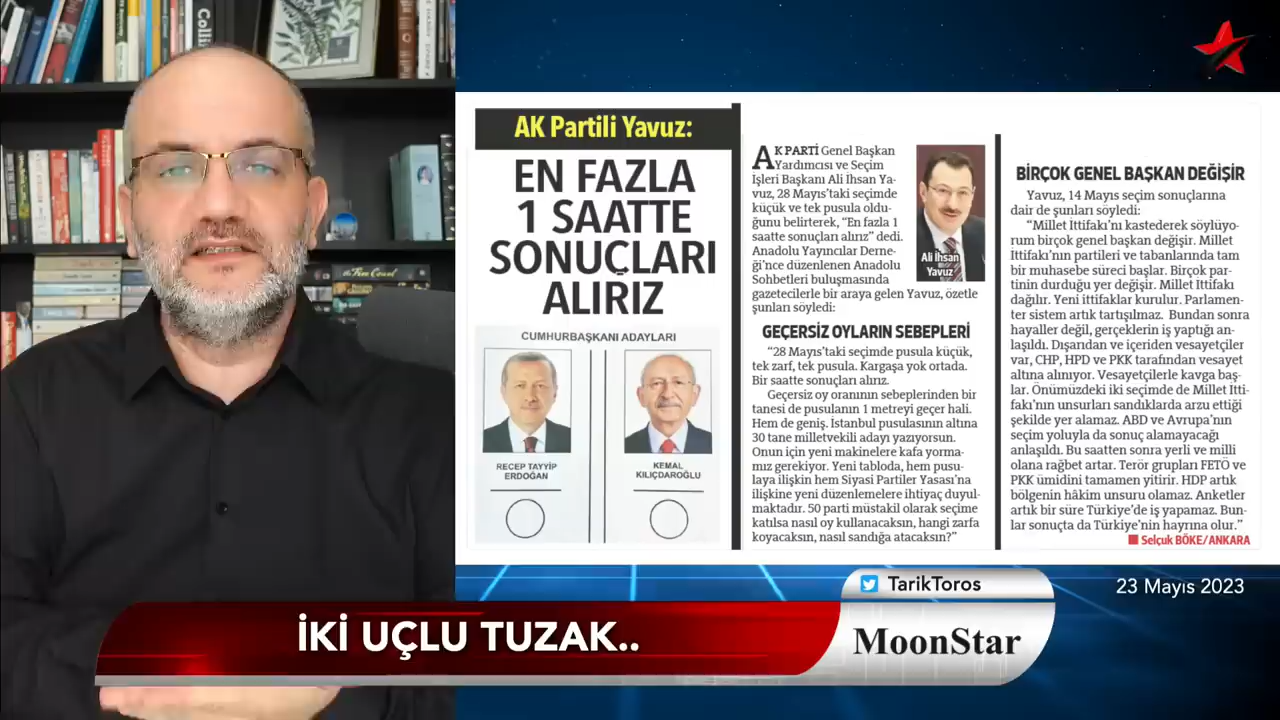 AK Partili Yavuz:
EN FAZLA
1 SAATTE
SONUÇLARI
ALIRIZ
CUMHURBAŞKANI ADAYLARI
RECEP TAYYİP
ERDOĞAN
KEMAL
KILIÇDAROĞLU
AK PARTİ Genel Başkan
Yardımcısı ve Seçim
İşleri Başkanı Ali İhsan Ya-
vuz, 28 Mayıs'taki seçimde
küçük ve tek pusula oldu-
ğunu belirterek, "En fazla 1
saatte sonuçları alırız" dedi.
Anadolu Yayıncılar Derne-
ği'nce düzenlenen Anadolu
Sohbetleri buluşmasında
gazetecilerle bir araya gelen Yavuz, özetle
şunları söyledi:
Ali İhsan
Yavuz
GEÇERSİZ OYLARIN SEBEPLERİ
"28 Mayıs'taki seçimde pusula küçük,
tek zarf, tek pusula. Kargaşa yok ortada.
Bir saatte sonuçları alırız.
Geçersiz oy oranının sebeplerinden bir
tanesi de pusulanın 1 metreyi geçer hali.
Hem de geniş. İstanbul pusulasının altına
30 tane milletvekili adayı yazıyorsun.
Onun için yeni makinelere kafa yorma-
mız gerekiyor. Yeni tabloda, hem pusu-
laya ilişkin hem Siyasi Partiler Yasası'na
ilişkine yeni düzenlemelere ihtiyaç duyul-
maktadır. 50 parti müstakil olarak seçime
katılsa nasıl oy kullanacaksın, hangi zarfa
koyacaksın, nasıl sandığa atacaksın?"
BİRÇOK GENEL BAŞKAN DEĞİŞİR
Yavuz, 14 Mayıs seçim sonuçlarına
dair de şunları söyledi:
"Millet İttifakı'nı kastederek söylüyo-
rum birçok genel başkan değişir. Millet
İttifakı'nın partileri ve tabanlarında tam
bir muhasebe süreci başlar. Birçok par-
tinin durduğu yer değişir. Millet İttifakı
dağılır. Yeni ittifaklar kurulur. Parlamen-
ter sistem artık tartışılmaz. Bundan sonra
hayaller değil, gerçeklerin iş yaptığı an-
laşıldı. Dışarıdan ve içeriden vesayetçiler
var, CHP, HPD ve PKK tarafından vesayet
altına alınıyor. Vesayetçilerle kavga baş-
lar. Önümüzdeki seçimde de Millet İtti-
fakı'nın unsurları sandıklarda arzu ettiği
şekilde yer alamaz. ABD ve Avrupa'nın
seçim yoluyla da sonuç alamayacağı
anlaşıldı. Bu saatten sonra yerli ve milli
olana rağbet artar. Terör grupları FETÖ ve
PKK ümidini tamamen yitirir. HDP artık
bölgenin hâkim unsuru olamaz. Anketler
artık bir süre Türkiye'de iş yapamaz. Bun-
lar sonuçta da Türkiye'nin hayrına olur."
Selçuk BÖKE/ANKARA
TarikToros
23 Mayıs 2023
İKİ UÇLU TUZAK..
MoonStar